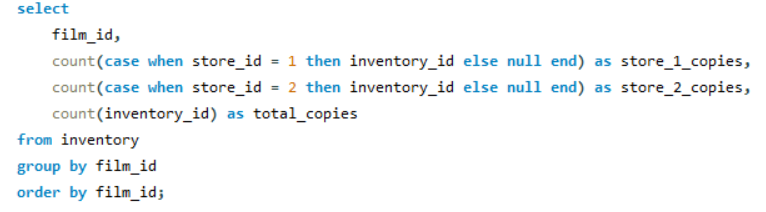 select
    film_id,
    count(case when store_id = 1 then inventory_id else null end) as store_1_copies,
    count(case when store_id = 2 then inventory_id else null end) as store_2_copies,
    count(inventory_id) as total_copies
from inventory
group by film_id
order by film_id;